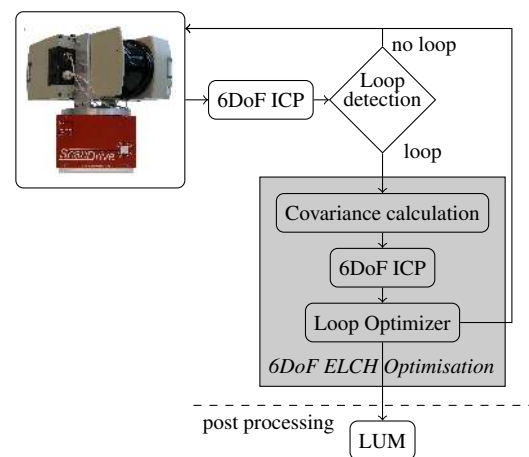 no loop
Loop
detection
6DoF ICP
ScanDrive
loop
Covariance calculation
6DoF ICP
Loop Optimizer
6DoF ELCH Optimisation
post processing
LUM